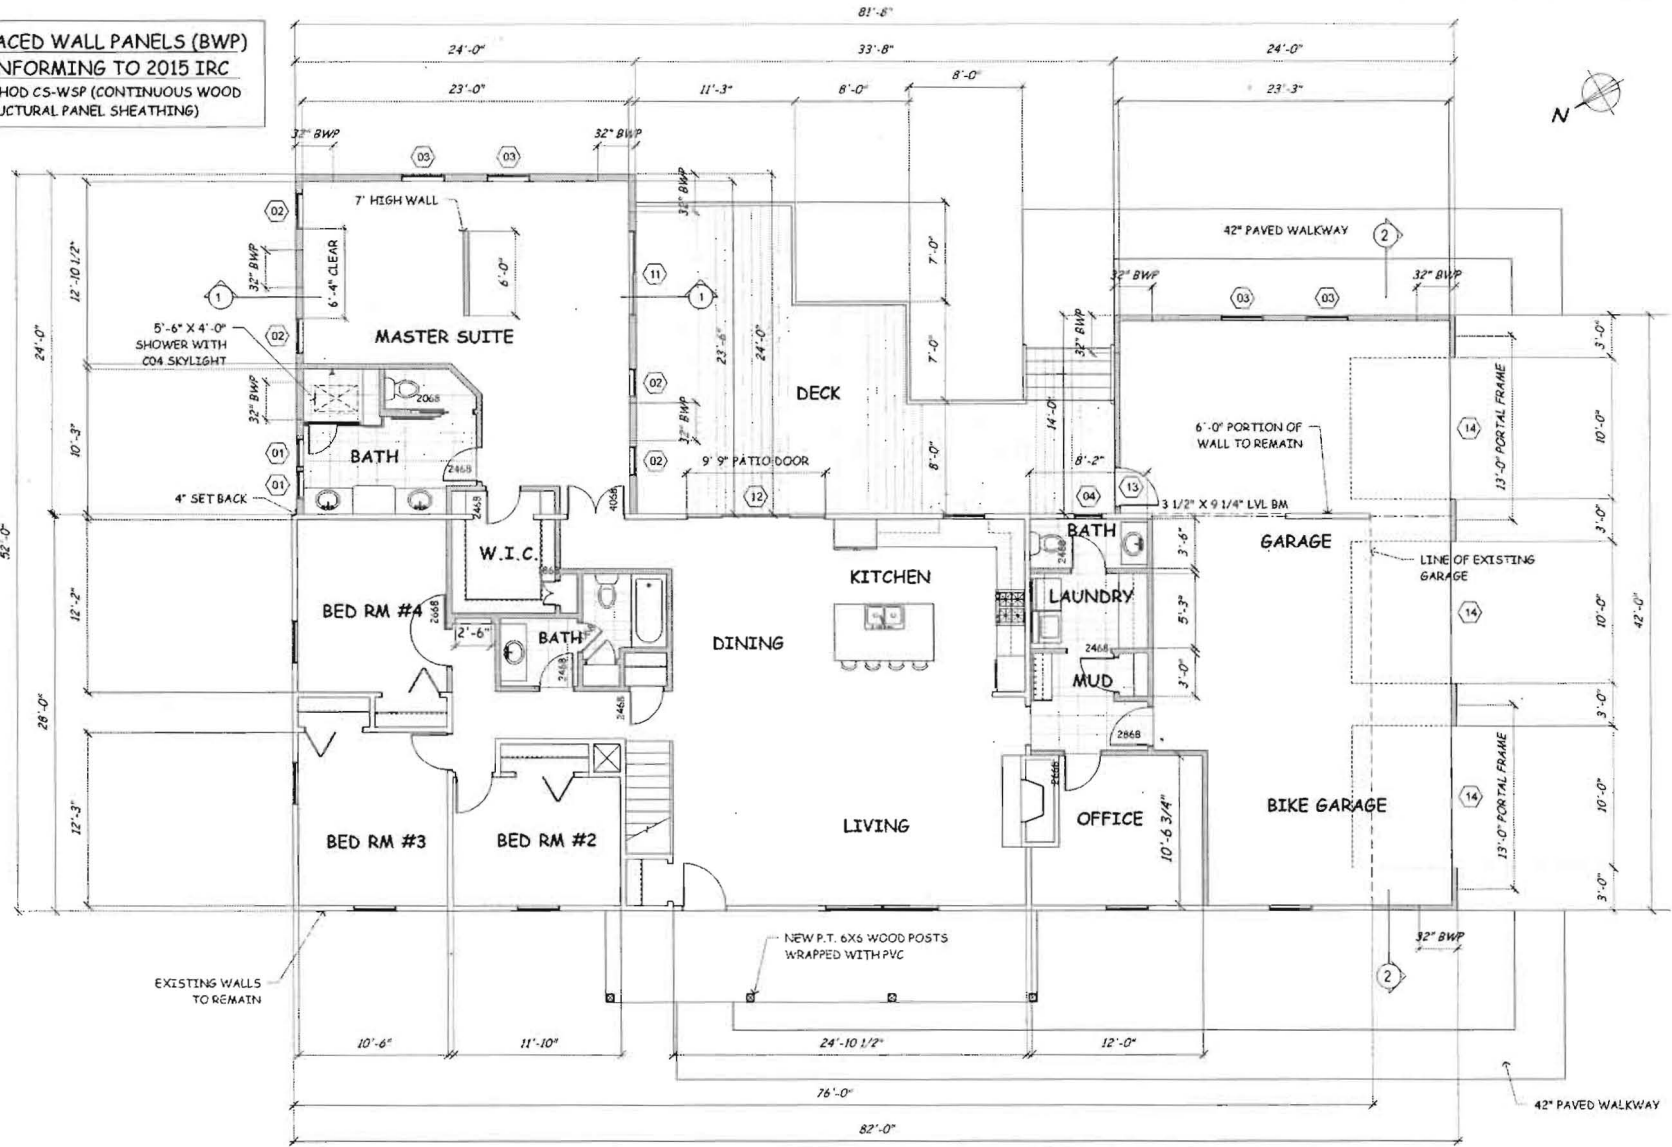 81'-8"
ACED WALL PANELS (BWP)
NFORMING TO 2015 IRC
HOD CS-WSP (CONTINUOUS WOOD
UCTURAL PANEL SHEATHING)
24'-0"
33'-8"
24'-0"
8'-0"
23'-0"
11'-3"
8'-0"
23'-3"
N
32" BWP
32" BWP
03
03
32" BWP
7' HIGH WALL
02
42" PAVED WALKWAY
2
12'-10 1/2"
32" BWP
6'-4" CLEAR
6'-0"
11
7'-0"
32" BWP
32" BWP
1
1
03
03
5'-6" X 4'-0"
SHOWER WITH
C04 SKYLIGHT
MASTER SUITE
02
23'-6"
24'-0"
32" BWP
3'-0"
24'-0"
7'-0"
32" BWP
2068
02
DECK
13'-0" PORTAL FRAME
10'-3"
32" BWP
14'-0"
6'-0" PORTION OF
WALL TO REMAIN
14
10'-0"
01
BATH
2468
02
9' 9" PATIO DOOR
8'-0"
8'-2"
01
4" SET BACK
2468
4068
12
04
13
3 1/2" X 9 1/4" LVL BM
3'-0"
52'-0"
BATH
GARAGE
W.I.C.
KITCHEN
2468
3'-6"
LINE OF EXISTING
GARAGE
12'-2"
BED RM #4
2668
LAUNDRY
5'-3"
14
10'-0"
42'-0"
2'-6"
BATH
DINING
2468
2468
MUD
3'-0"
28'-0"
2468
3'-0"
2868
13'-0" PORTAL FRAME
12'-3"
BED RM #3
BED RM #2
LIVING
2668
OFFICE
10'-6 3/4"
BIKE GARAGE
14
10'-0"
3'-0"
32" BWP
NEW P.T. 6X6 WOOD POSTS
WRAPPED WITH PVC
2
EXISTING WALLS
TO REMAIN
10'-6"
11'-10"
24'-10 1/2"
12'-0"
76'-0"
42" PAVED WALKWAY
82'-0"